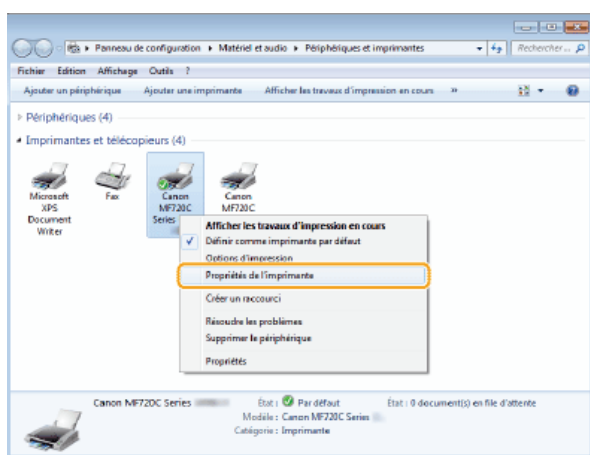 Panneau de configuration ▸ Matériel et audio ▸ Périphériques et imprimantes
Rechercher ...
Fichier Edition Affichage Outils ?
Ajouter un périphérique Ajouter une imprimante Afficher les travaux d'impression en cours »
Périphériques (4)
Imprimantes et télécopieurs (4)
Microsoft XPS Document Writer
Fax
Canon MF720C Series
Canon MF720C
Afficher les travaux d'impression en cours
Définir comme imprimante par défaut
Options d'impression
Propriétés de l'imprimante
Créer un raccourci
Résoudre les problèmes
Supprimer le périphérique
Propriétés
Canon MF720C Series État : Par défaut État : 0 document(s) en file d'attente
Modèle : Canon MF720C Series
Catégorie : Imprimante